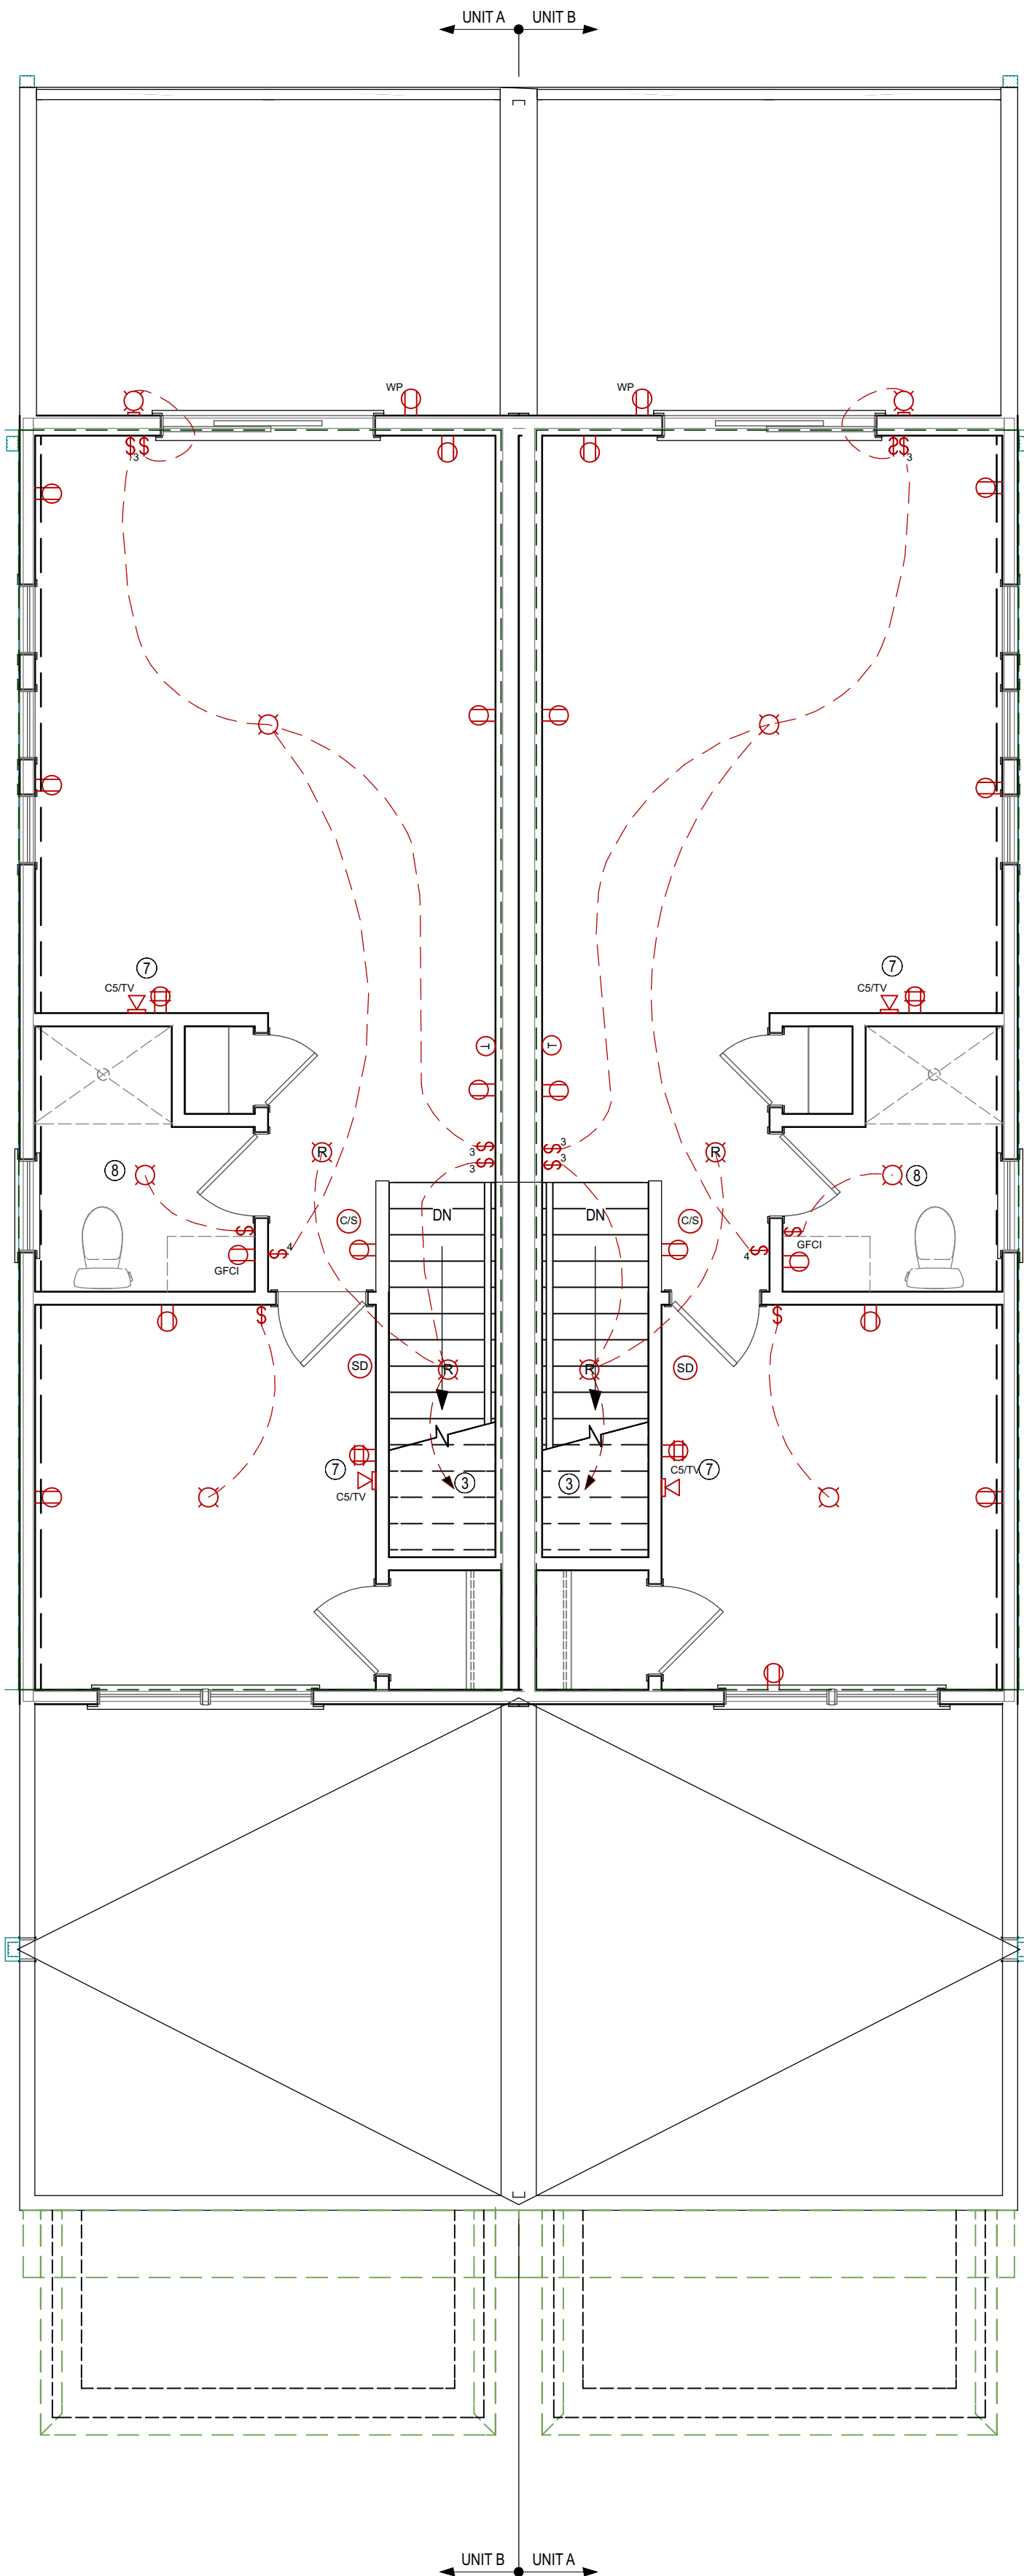 UNIT A UNIT B
WP WP
$$ $$
3 3
7 7
C5/TV C5/TV
T T
3 $ $ 3
3 $ $ 3
R R
8 8
C/S C/S
DN DN
$ $
$ 4 4 $
GFCI GFCI
$ $
SD SD
R R
7 7
C5/TV C5/TV
3 3
UNIT B UNIT A